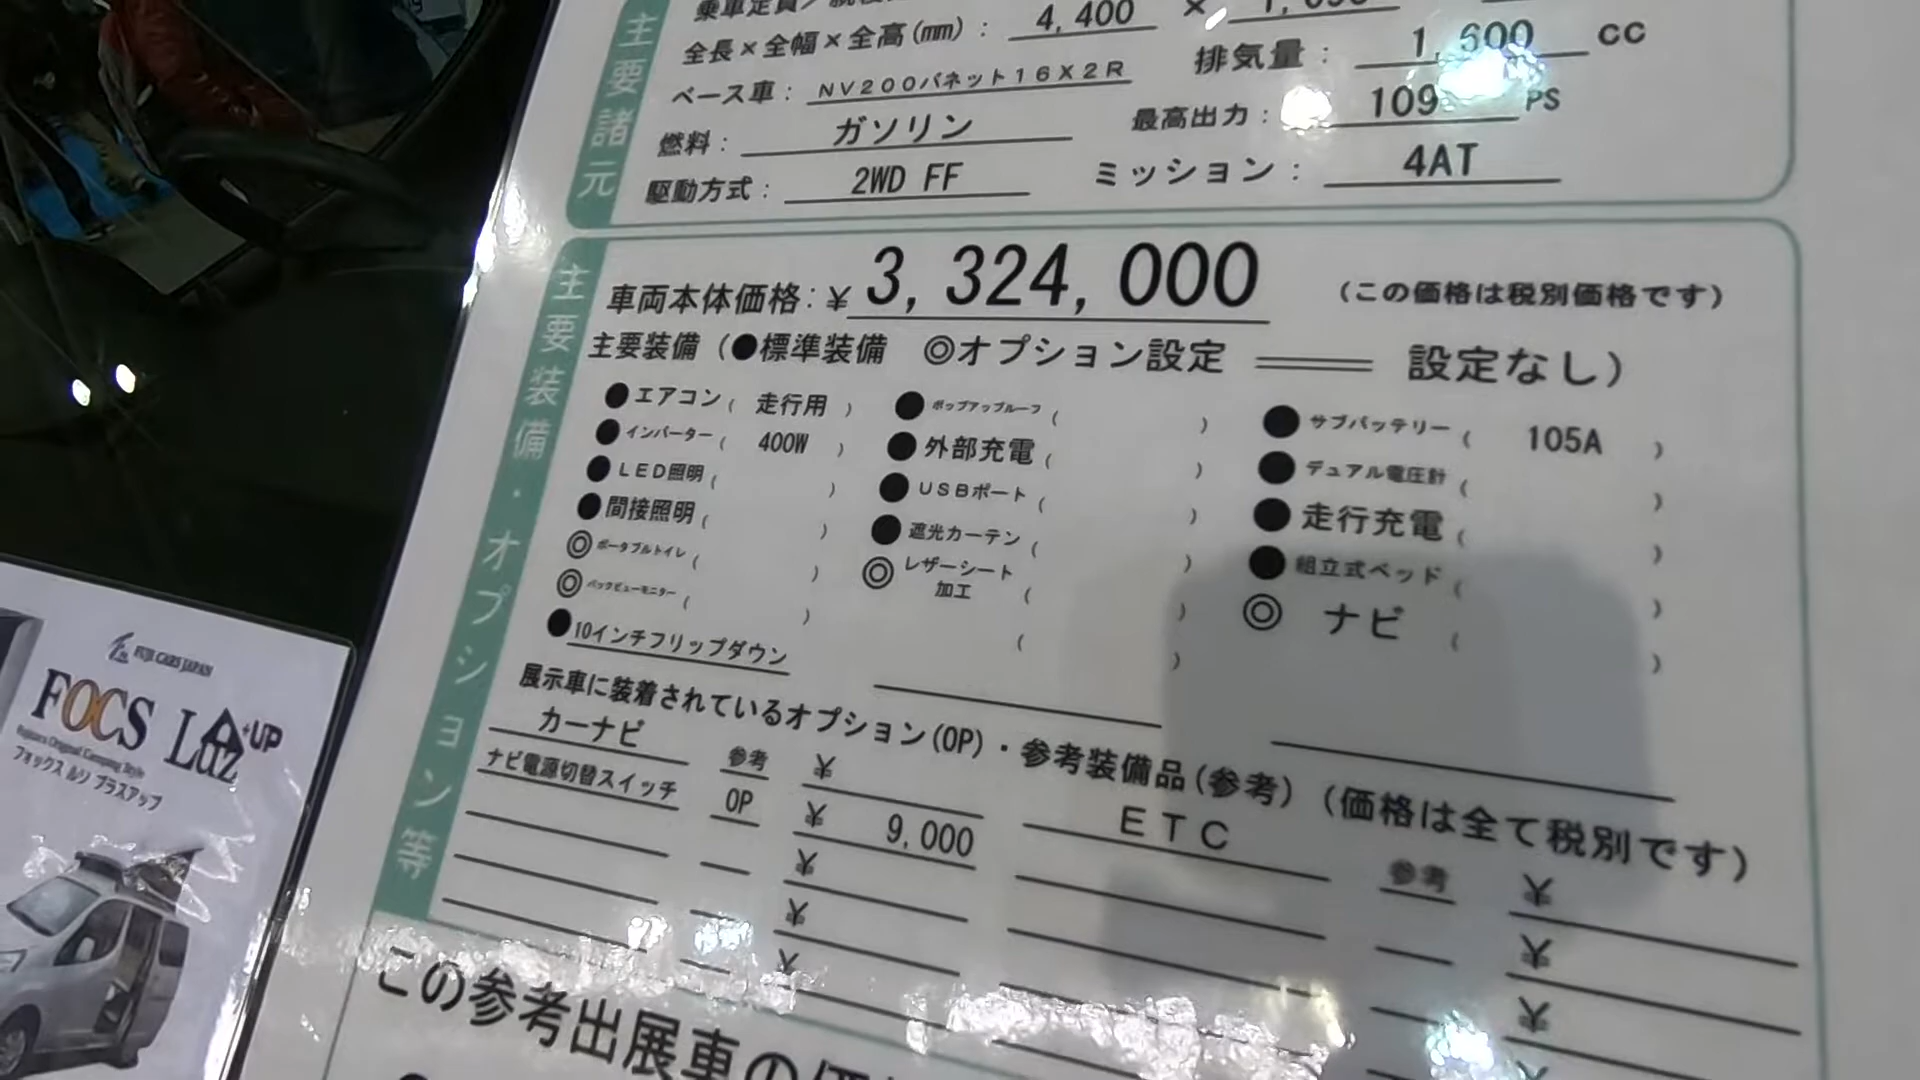 主要諸元
全長×全幅×全高(mm): 4,400 ×
ベース車: NV200バネット16X2R
排気量: 1,600 cc
燃料: ガソリン
最高出力: 109 PS
駆動方式: 2WD FF
ミッション: 4AT
主要装備・オプション等
車両本体価格:¥ 3,324,000 (この価格は税別価格です)
主要装備 (●標準装備 ◎オプション設定 ═══ 設定なし)
●エアコン( 走行用 ) ●ポップアップルーフ( ) ●サブバッテリー( 105A )
●インバーター( 400W ) ●外部充電( ) ●デュアル電圧計( )
●LED照明( ) ●USBポート( ) ●走行充電( )
●間接照明( ) ●遮光カーテン( ) ●組立式ベッド( )
◎ポータブルトイレ( ) ◎レザーシート加工( ) ◎ナビ( )
◎バックビューモニター( )
●10インチフリップダウン
展示車に装着されているオプション(OP)・参考装備品(参考)(価格は全て税別です)
カーナビ 参考 ¥
ETC 参考 ¥
ナビ電源切替スイッチ OP ¥ 9,000
¥
¥
¥
¥
¥
この参考出展車の価
FUJI CARS JAPAN
FOCS Luz+UP
Fujicars Original Camping Style
フォックス ルソ プラスアップ